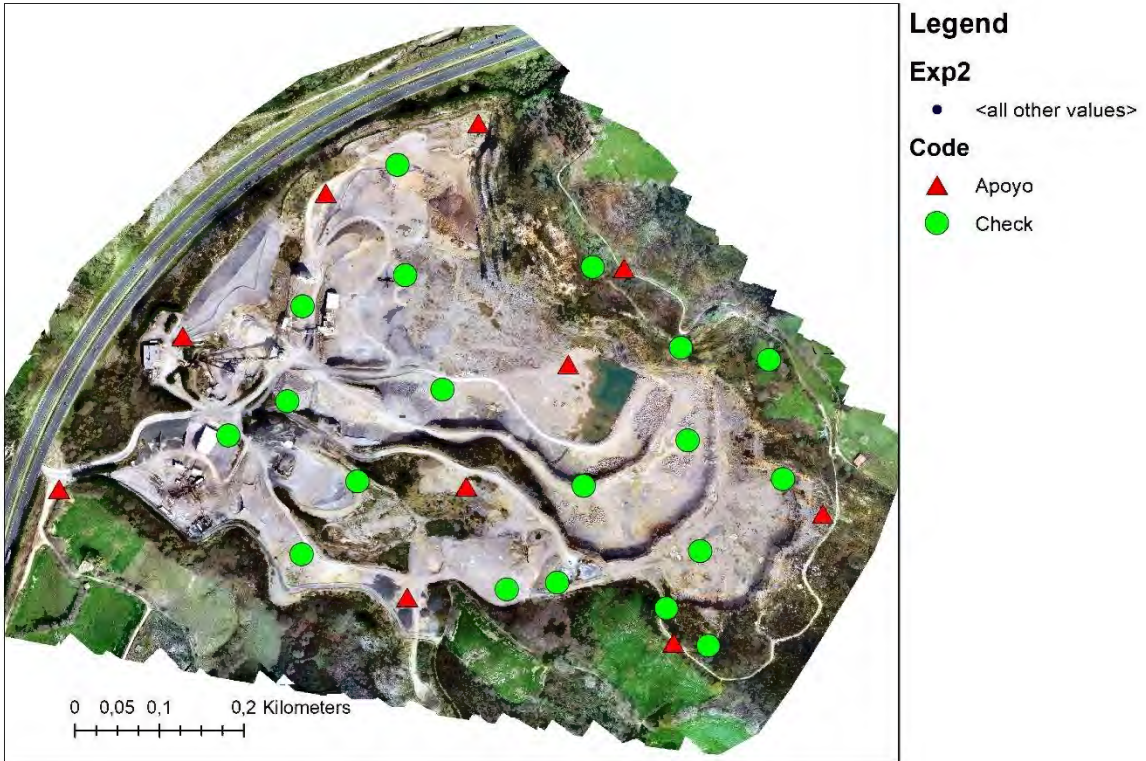 Legend
Exp2
<all other values>
Code
Apoyo
Check
0 0,05 0,1 0,2 Kilometers